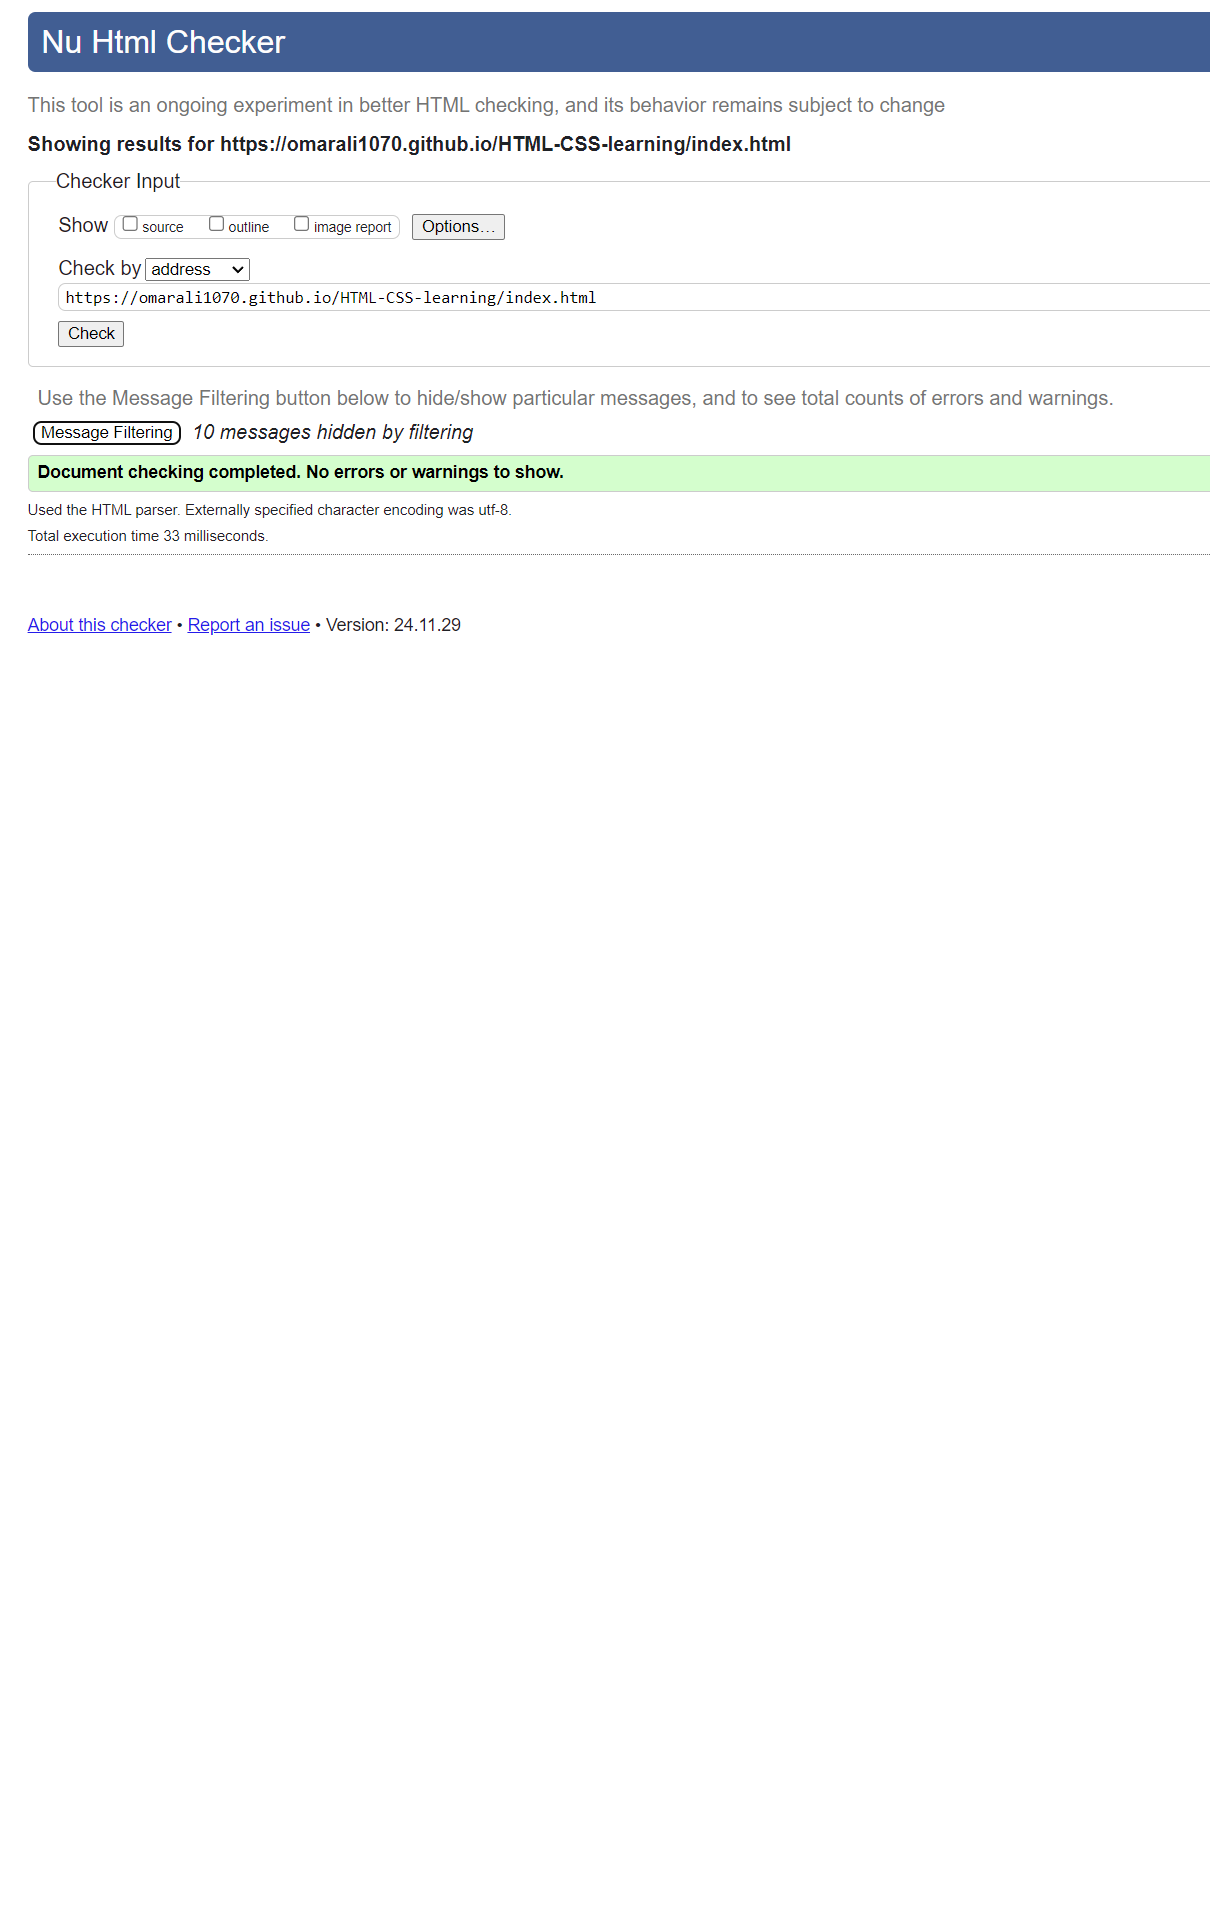 Nu Html Checker
This tool is an ongoing experiment in better HTML checking, and its behavior remains subject to change
Showing results for https://omarali1070.github.io/HTML-CSS-learning/index.html
Checker Input
Show source outline image report Options...
Check by address
https://omarali1070.github.io/HTML-CSS-learning/index.html
Check
Use the Message Filtering button below to hide/show particular messages, and to see total counts of errors and warnings.
Message Filtering 10 messages hidden by filtering
Document checking completed. No errors or warnings to show.
Used the HTML parser. Externally specified character encoding was utf-8.
Total execution time 33 milliseconds.
About this checker • Report an issue • Version: 24.11.29